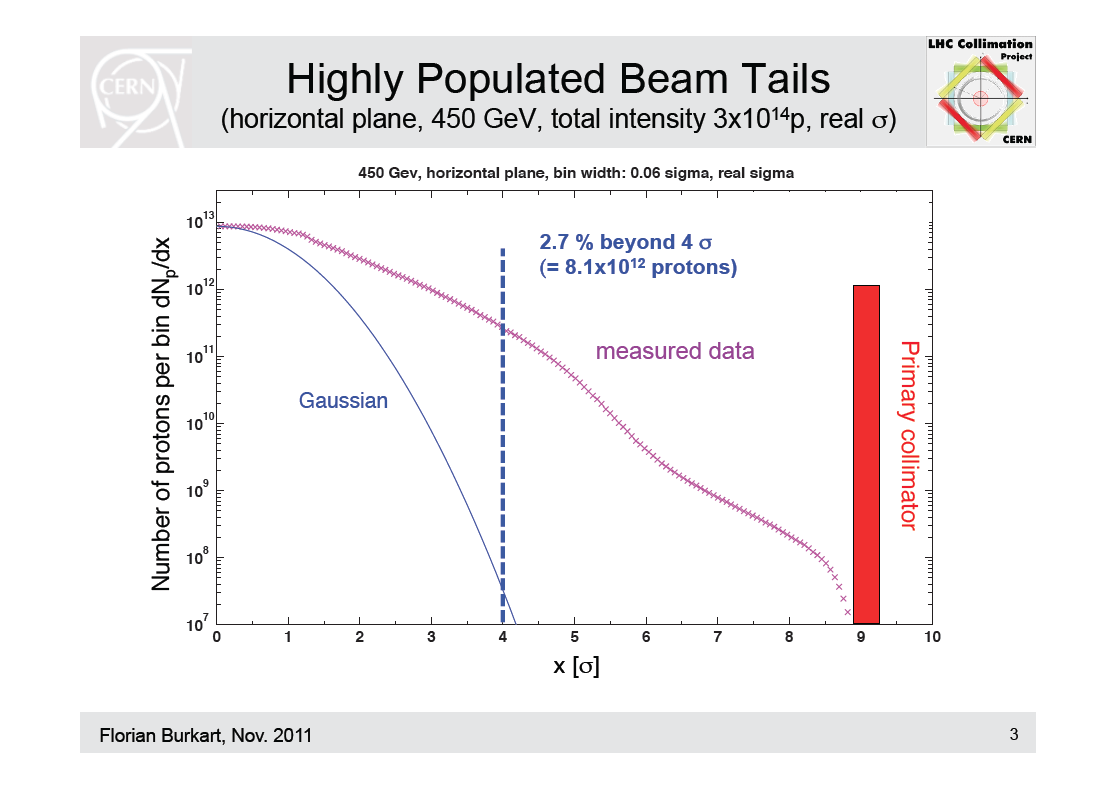 CERN
LHC Collimation
Project
CERN
Highly Populated Beam Tails
(horizontal plane, 450 GeV, total intensity 3x10¹⁴p, real σ)
450 Gev, horizontal plane, bin width: 0.06 sigma, real sigma
Number of protons per bin dNₚ/dx
10¹³
10¹²
10¹¹
10¹⁰
10⁹
10⁸
10⁷
2.7 % beyond 4 σ
(= 8.1x10¹² protons)
measured data
Gaussian
Primary collimator
0 1 2 3 4 5 6 7 8 9 10
x [σ]
Florian Burkart, Nov. 2011
3